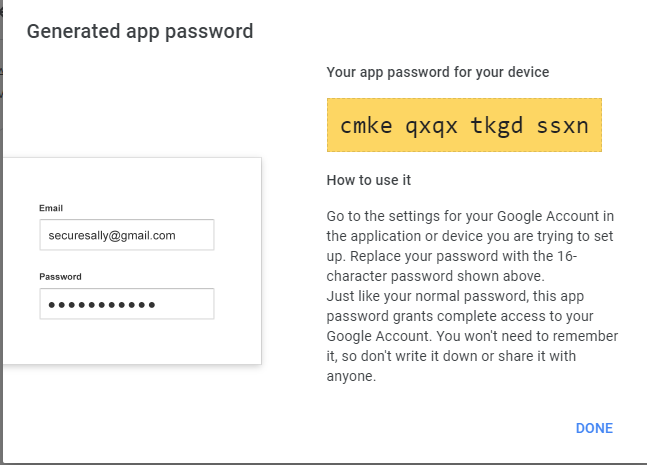 Generated app password
Your app password for your device
cmke qxqx tkgd ssxn
How to use it
Email
securesally@gmail.com
Go to the settings for your Google Account in
the application or device you are trying to set
up. Replace your password with the 16-
character password shown above.
Password
Just like your normal password, this app
password grants complete access to your
Google Account. You won't need to remember
it, so don't write it down or share it with
anyone.
DONE